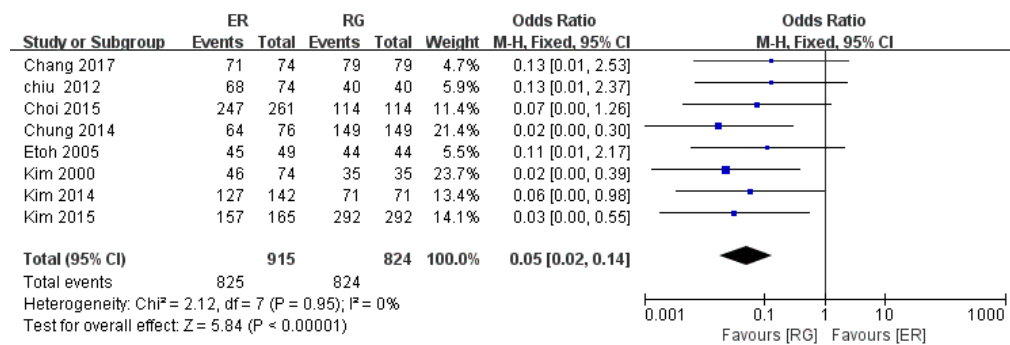 ER RG Odds Ratio Odds Ratio
Study or Subgroup Events Total Events Total Weight M-H, Fixed, 95% CI M-H, Fixed, 95% CI
Chang 2017 71 74 79 79 4.7% 0.13 [0.01, 2.53]
chiu 2012 68 74 40 40 5.9% 0.13 [0.01, 2.37]
Choi 2015 247 261 114 114 11.4% 0.07 [0.00, 1.26]
Chung 2014 64 76 149 149 21.4% 0.02 [0.00, 0.30]
Etoh 2005 45 49 44 44 5.5% 0.11 [0.01, 2.17]
Kim 2000 46 74 35 35 23.7% 0.02 [0.00, 0.39]
Kim 2014 127 142 71 71 13.4% 0.06 [0.00, 0.98]
Kim 2015 157 165 292 292 14.1% 0.03 [0.00, 0.55]
Total (95% CI) 915 824 100.0% 0.05 [0.02, 0.14]
Total events 825 824
Heterogeneity: Chi² = 2.12, df = 7 (P = 0.95); I² = 0%
Test for overall effect: Z = 5.84 (P < 0.00001)
0.001 0.1 1 10 1000
Favours [RG] Favours [ER]